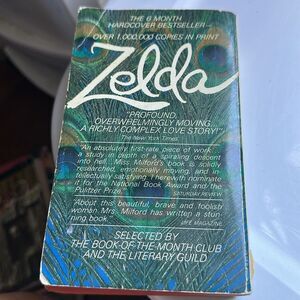 THE 6 MONTH
HARDCOVER BESTSELLER—
OVER 1,000,000 COPIES IN PRINT
Zelda
"PROFOUND,
OVERWHELMINGLY MOVING...
A RICHLY COMPLEX LOVE STORY!"
The New York Times
"An absolutely first-rate piece of work...
a study in depth of a spiraling descent
into hell. Miss Milford's book is solidly
researched, emotionally moving, and in-
tellectually satisfying. I herewith nominate
it for the National Book Award and the
Pulitzer Prize."
SATURDAY REVIEW
"About this beautiful, brave, and foolish
woman Mrs. Milford has written a stun-
ning book."
LIFE MAGAZINE
SELECTED BY
THE BOOK-OF-THE-MONTH CLUB
AND THE LITERARY GUILD